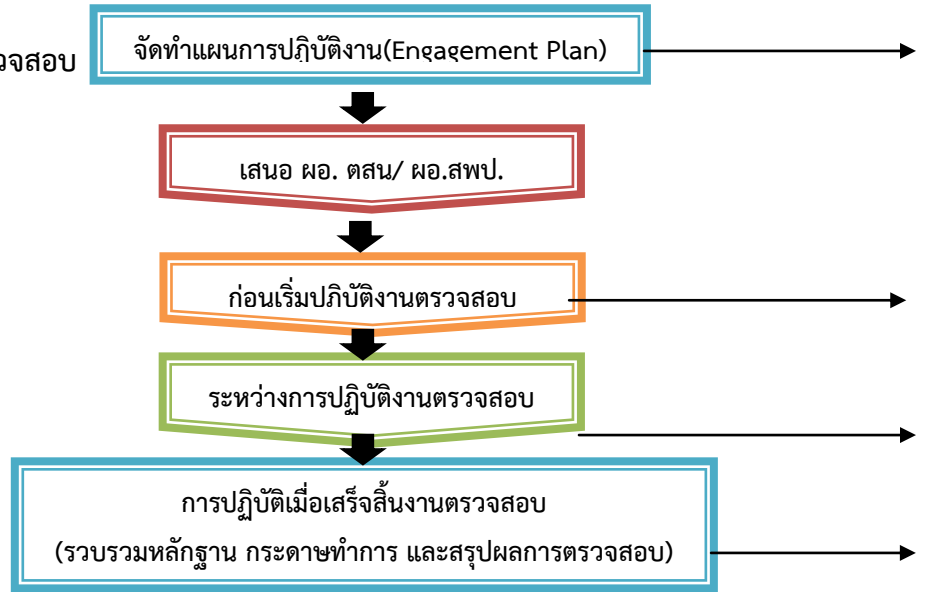 วจสอบ
จัดทำแผนการปฏิบัติงาน(Engagement Plan)
เสนอ ผอ. ตสน/ ผอ.สพป.
ก่อนเริ่มปภิบัติงานตรวจสอบ
ระหว่างการปฏิบัติงานตรวจสอบ
การปฏิบัติเมื่อเสร็จสิ้นงานตรวจสอบ
(รวบรวมหลักฐาน กระดาษทำการ และสรุปผลการตรวจสอบ)